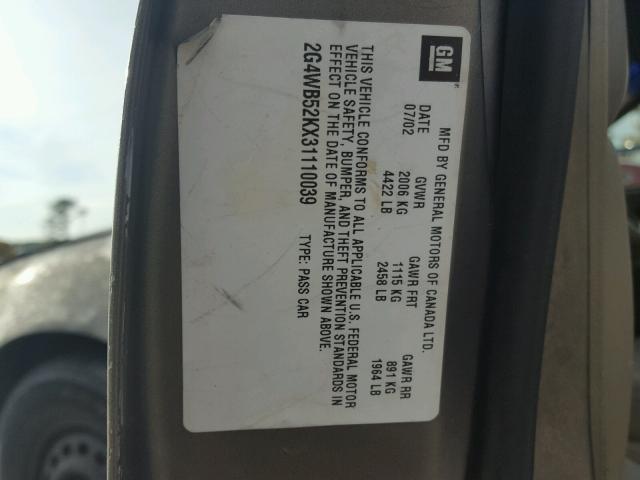 GM
MFD BY GENERAL MOTORS OF CANADA LTD.
DATE GVWR GAWR FRT GAWR RR
07/02 2006 KG 1115 KG 891 KG
4422 LB 2458 LB 1964 LB
THIS VEHICLE CONFORMS TO ALL APPLICABLE U.S. FEDERAL MOTOR
VEHICLE SAFETY, BUMPER, AND THEFT PREVENTION STANDARDS IN
EFFECT ON THE DATE OF MANUFACTURE SHOWN ABOVE.
2G4WB52KX31110039 TYPE: PASS CAR